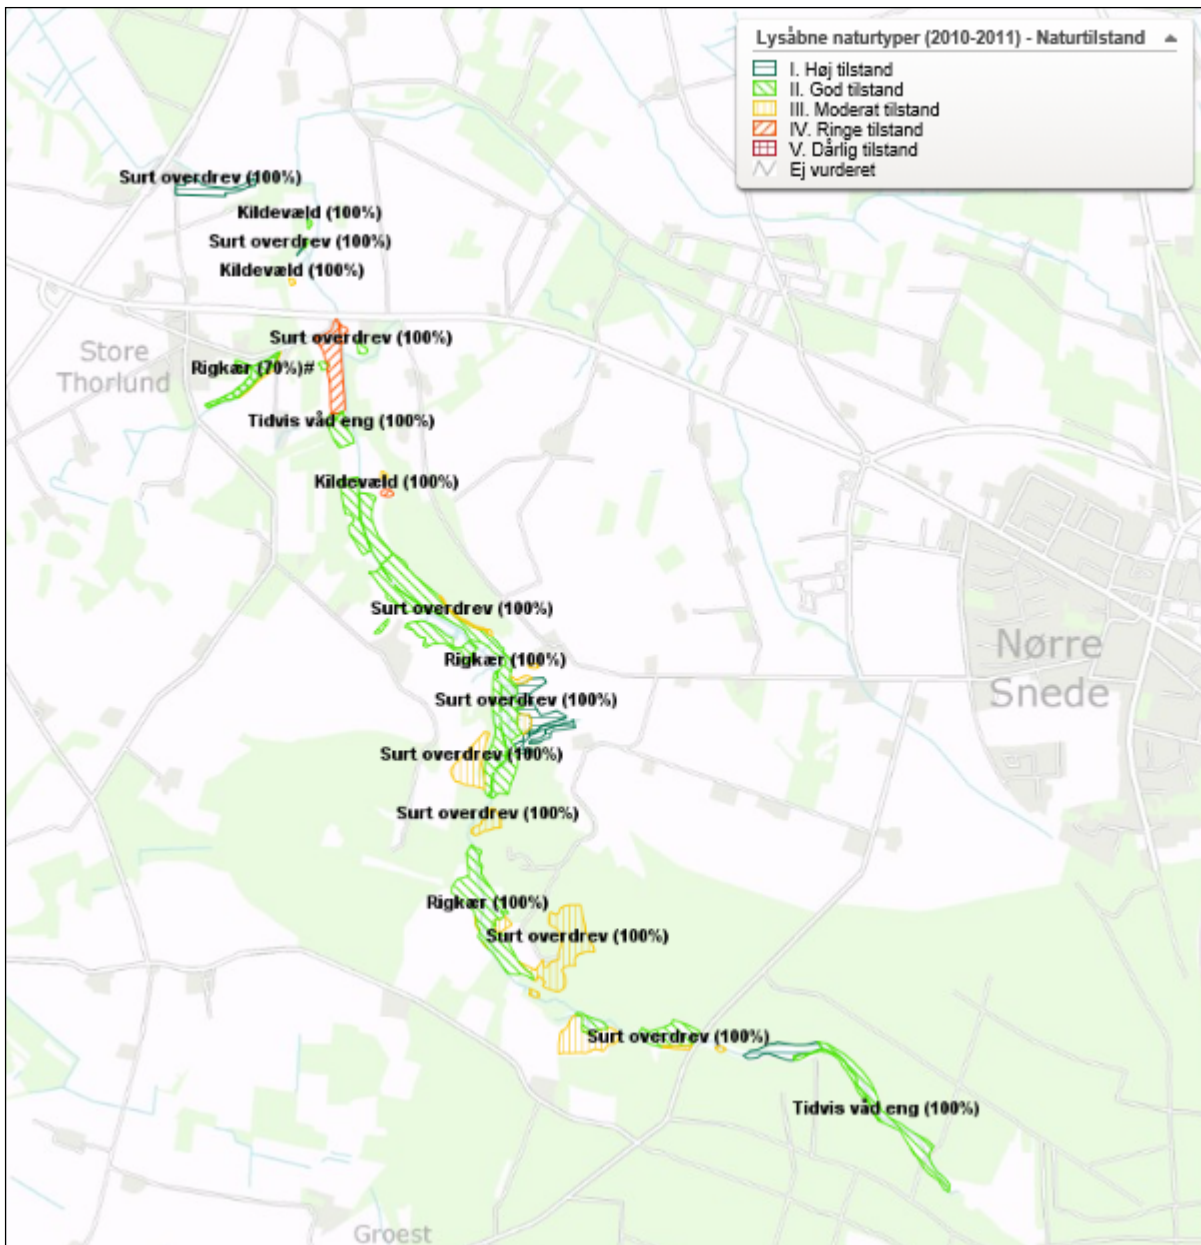 Lysåbne naturtyper (2010-2011) - Naturtilstand
I. Høj tilstand
II. God tilstand
III. Moderat tilstand
IV. Ringe tilstand
V. Dårlig tilstand
Ej vurderet
Surt overdrev (100%)
Kildevæld (100%)
Surt overdrev (100%)
Kildevæld (100%)
Surt overdrev (100%)
Store
Thorlund
Rigkær (70%)#
Tidvis våd eng (100%)
Kildevæld (100%)
Surt overdrev (100%)
Nørre
Snede
Rigkær (100%)
Surt overdrev (100%)
Surt overdrev (100%)
Surt overdrev (100%)
Rigkær (100%)
Surt overdrev (100%)
Surt overdrev (100%)
Tidvis våd eng (100%)
Groest